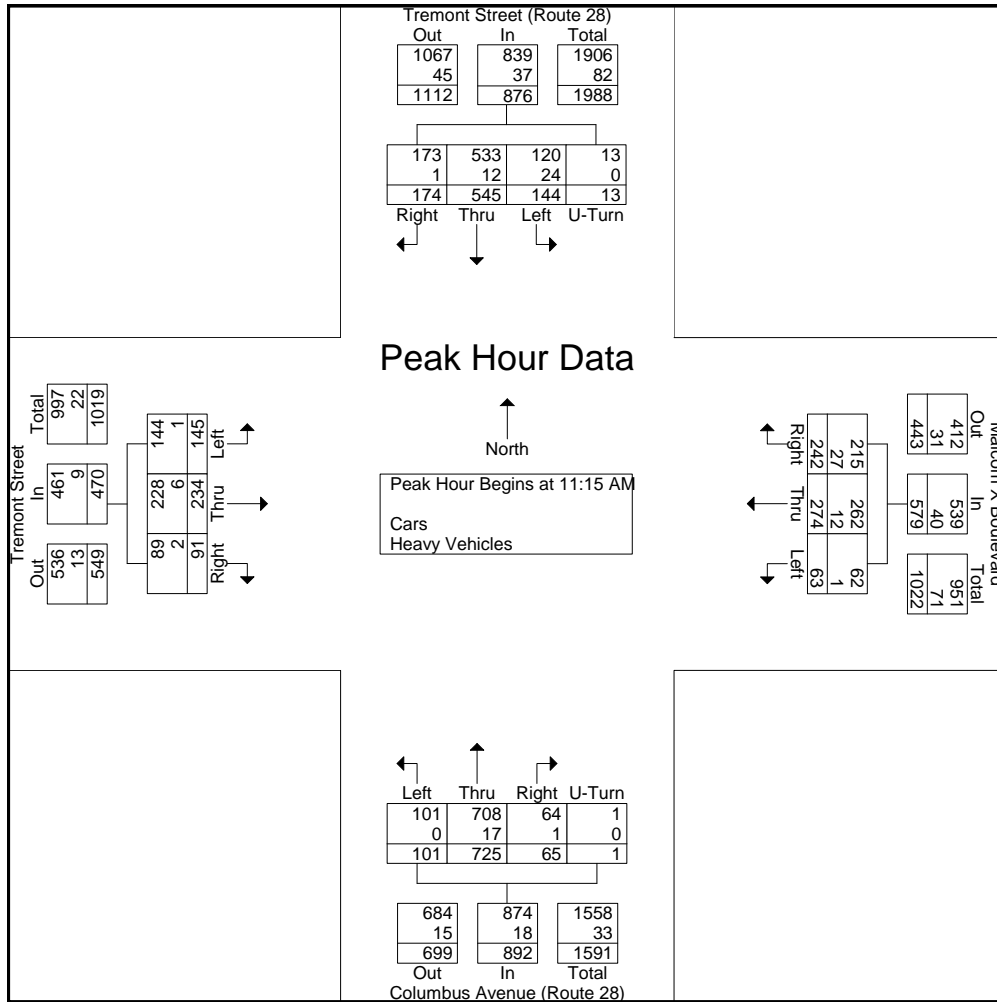 Tremont Street (Route 28)
Out In Total
1067 839 1906
45 37 82
1112 876 1988
173 533 120 13
1 12 24 0
174 545 144 13
Right Thru Left U-Turn
Peak Hour Data
North
Peak Hour Begins at 11:15 AM
Cars
Heavy Vehicles
Tremont Street
Out In Total
536 461 997
13 9 22
549 470 1019
Right Thru Left
89 228 144
2 6 1
91 234 145
Malcom X Boulevard
Out In Total
412 539 951
31 40 71
443 579 1022
215 262 62
27 12 1
242 274 63
Right Thru Left
Left Thru Right U-Turn
101 708 64 1
0 17 1 0
101 725 65 1
684 874 1558
15 18 33
699 892 1591
Out In Total
Columbus Avenue (Route 28)